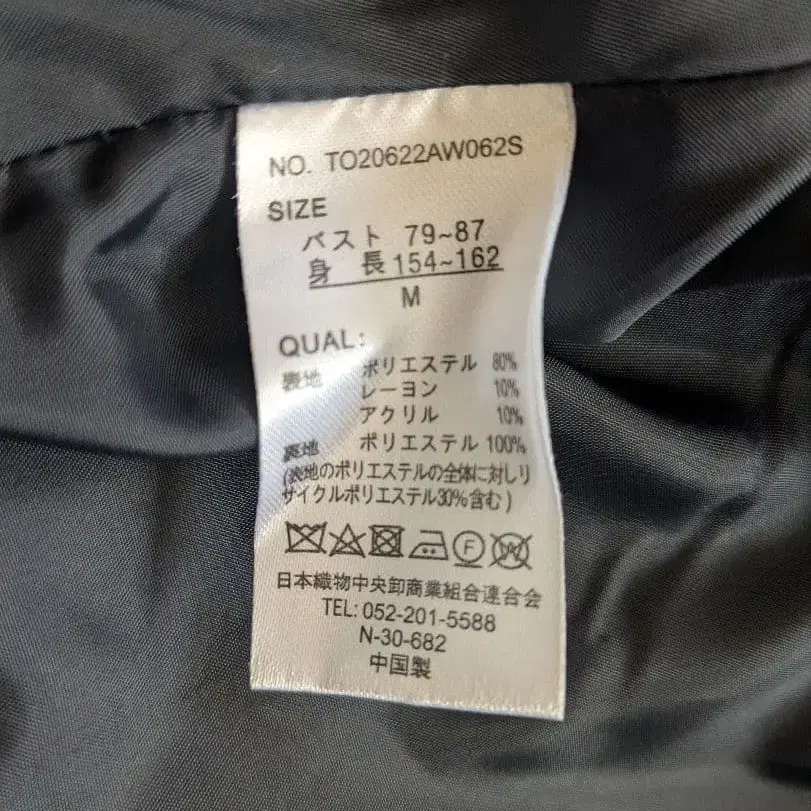 NO. TO20622AW062S
SIZE
バスト 79~87
身 長 154~162
M
QUAL:
表地 ポリエステル 80%
レーヨン 10%
アクリル 10%
裏地 ポリエステル 100%
(表地のポリエステルの全体に対しリ
サイクルポリエステル30%含む)
F
W
日本織物中央卸商業組合連合会
TEL: 052-201-5588
N-30-682
中国製